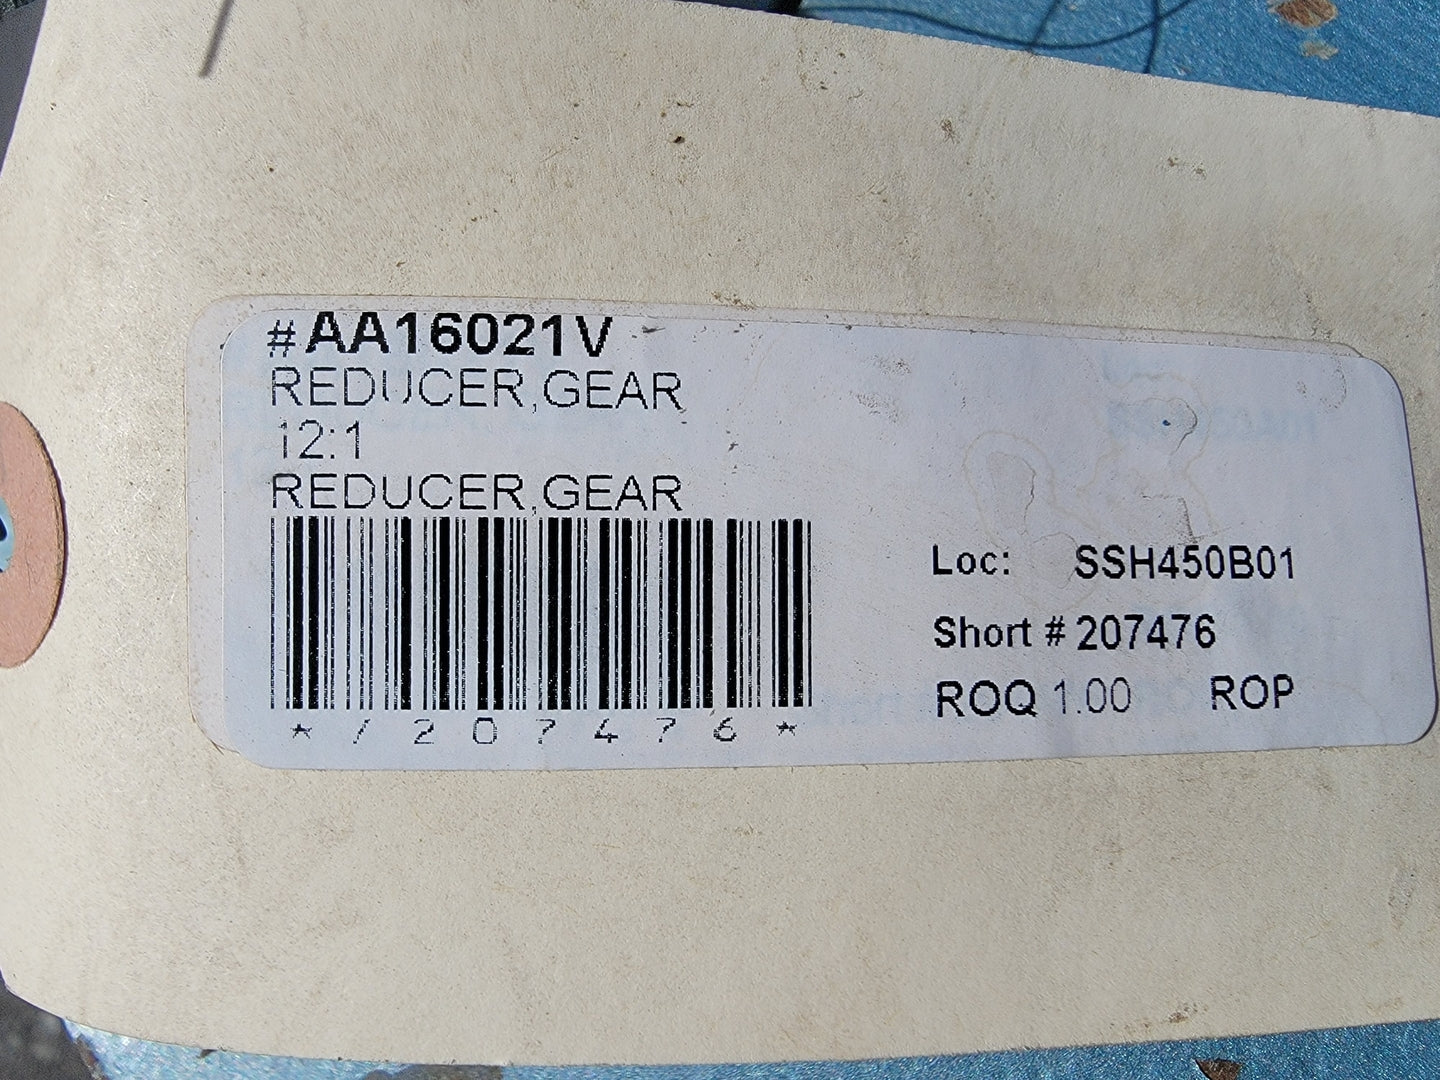 #AA16021V
REDUCER,GEAR
12:1
REDUCER,GEAR
*/207476*
Loc: SSH450B01
Short # 207476
ROQ 1.00 ROP